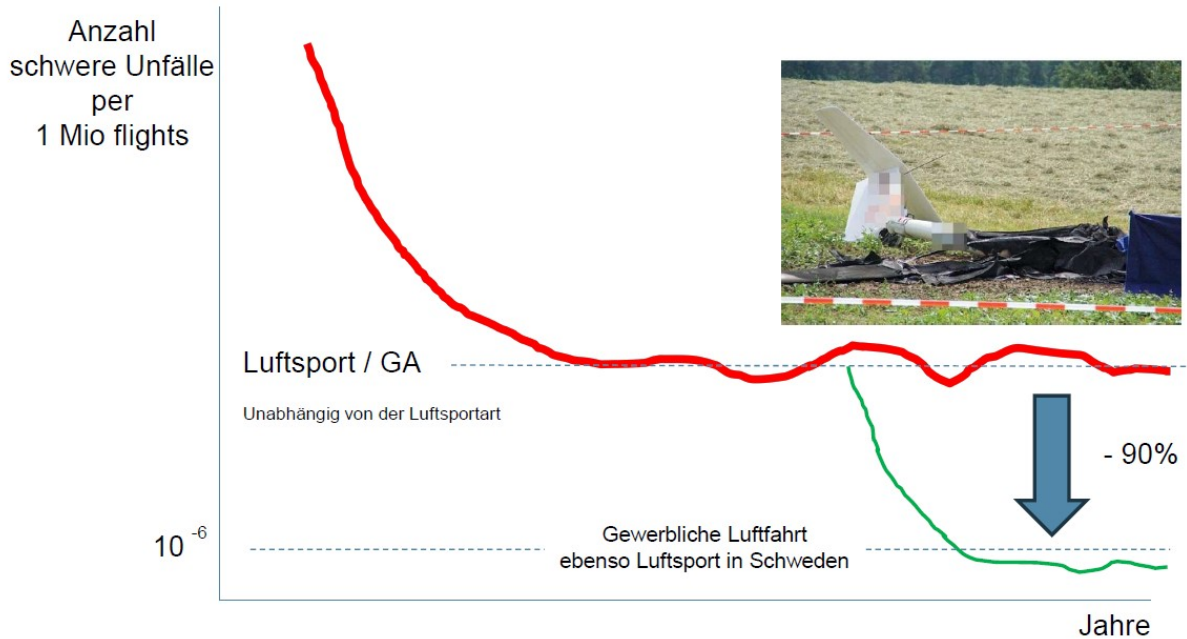 Anzahl
schwere Unfälle
per
1 Mio flights
Luftsport / GA
Unabhängig von der Luftsportart
- 90%
10 -6
Gewerbliche Luftfahrt
ebenso Luftsport in Schweden
Jahre